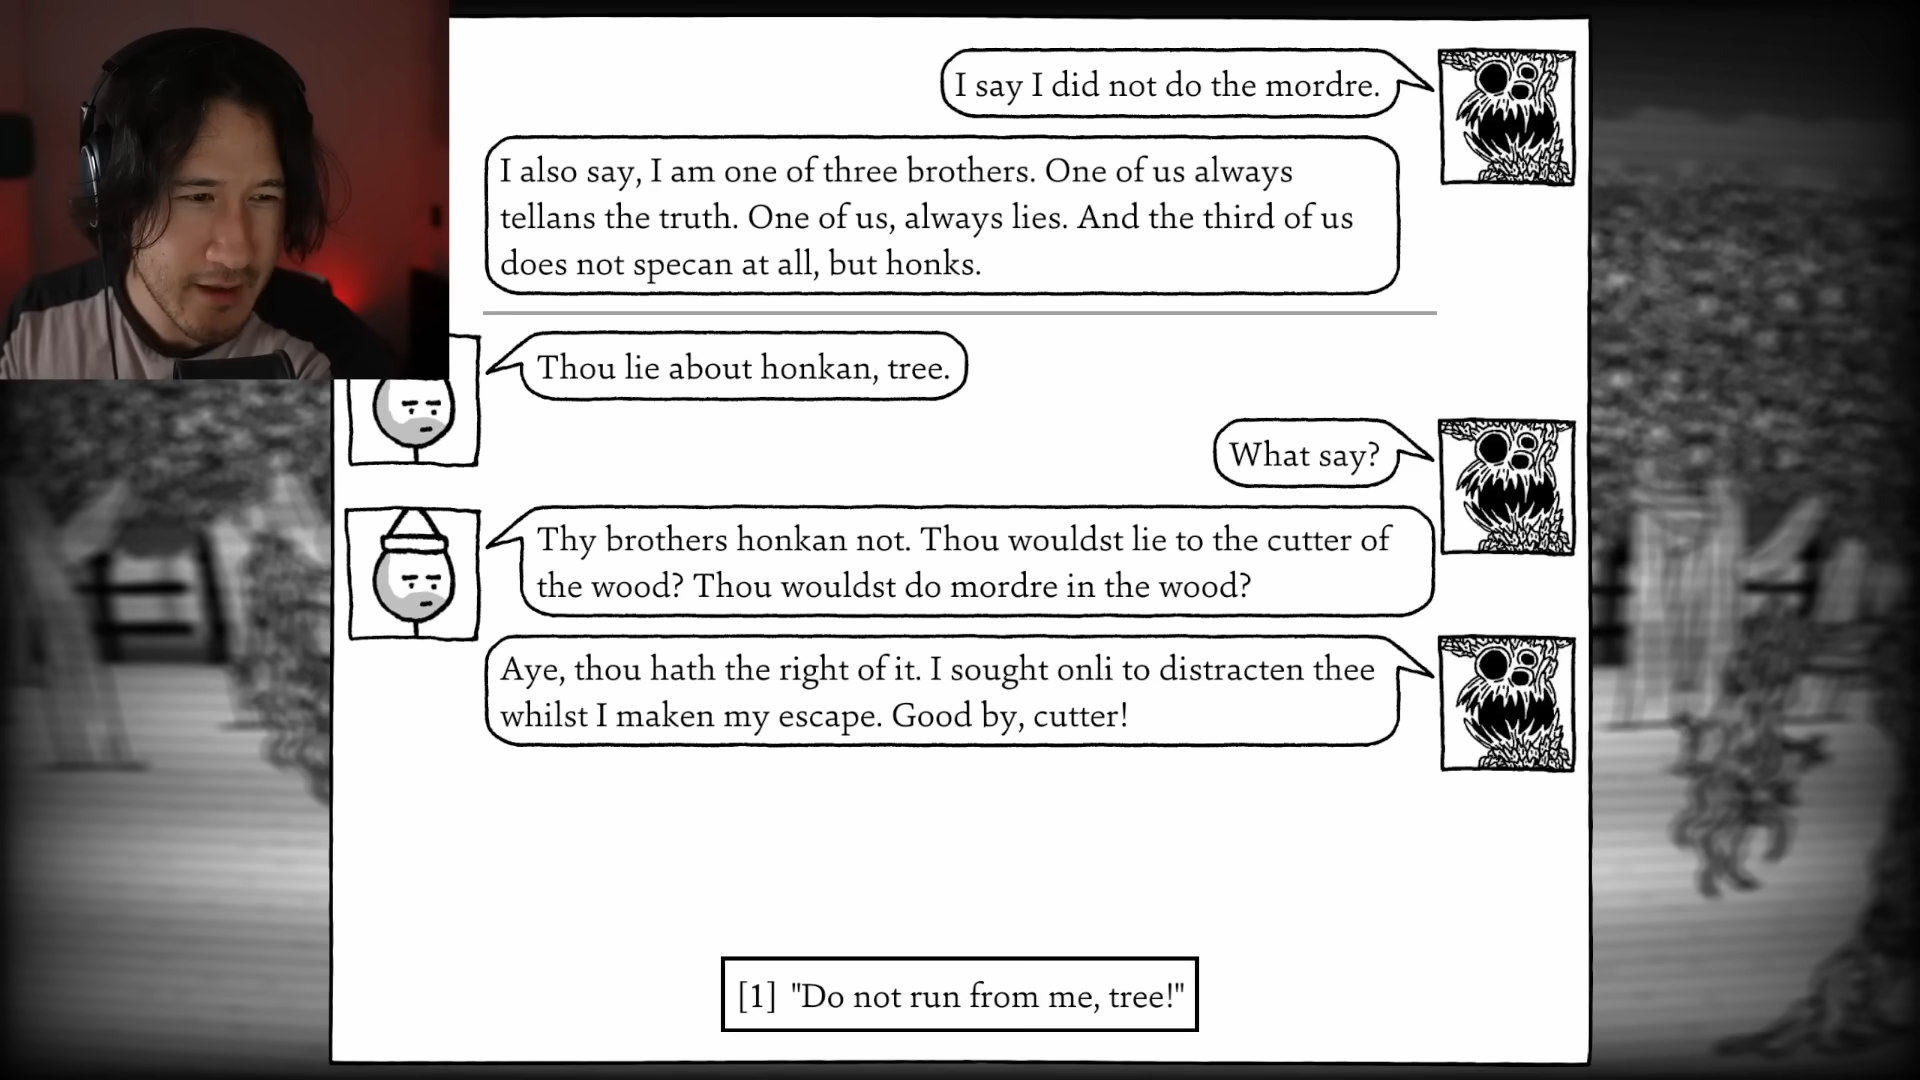 I say I did not do the mordre.
I also say, I am one of three brothers. One of us always
tellans the truth. One of us, always lies. And the third of us
does not specan at all, but honks.
Thou lie about honkan, tree.
What say?
Thy brothers honkan not. Thou wouldst lie to the cutter of
the wood? Thou wouldst do mordre in the wood?
Aye, thou hath the right of it. I sought onli to distracten thee
whilst I maken my escape. Good by, cutter!
[1] "Do not run from me, tree!"